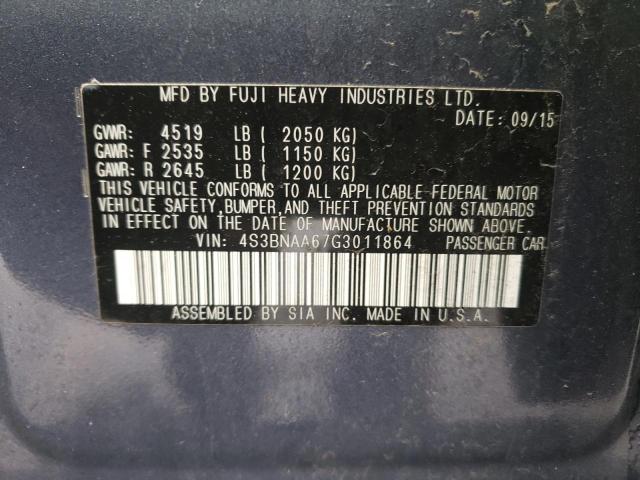 MFD BY FUJI HEAVY INDUSTRIES LTD.
DATE: 09/15
GVWR: 4519 LB ( 2050 KG)
GAWR: F 2535 LB ( 1150 KG)
GAWR: R 2645 LB ( 1200 KG)
THIS VEHICLE CONFORMS TO ALL APPLICABLE FEDERAL MOTOR
VEHICLE SAFETY, BUMPER, AND THEFT PREVENTION STANDARDS
IN EFFECT ON THE DATE OF MANUFACTURE SHOWN ABOVE.
VIN: 4S3BNAA67G3011864 PASSENGER CAR
ASSEMBLED BY SIA INC. MADE IN U.S.A.